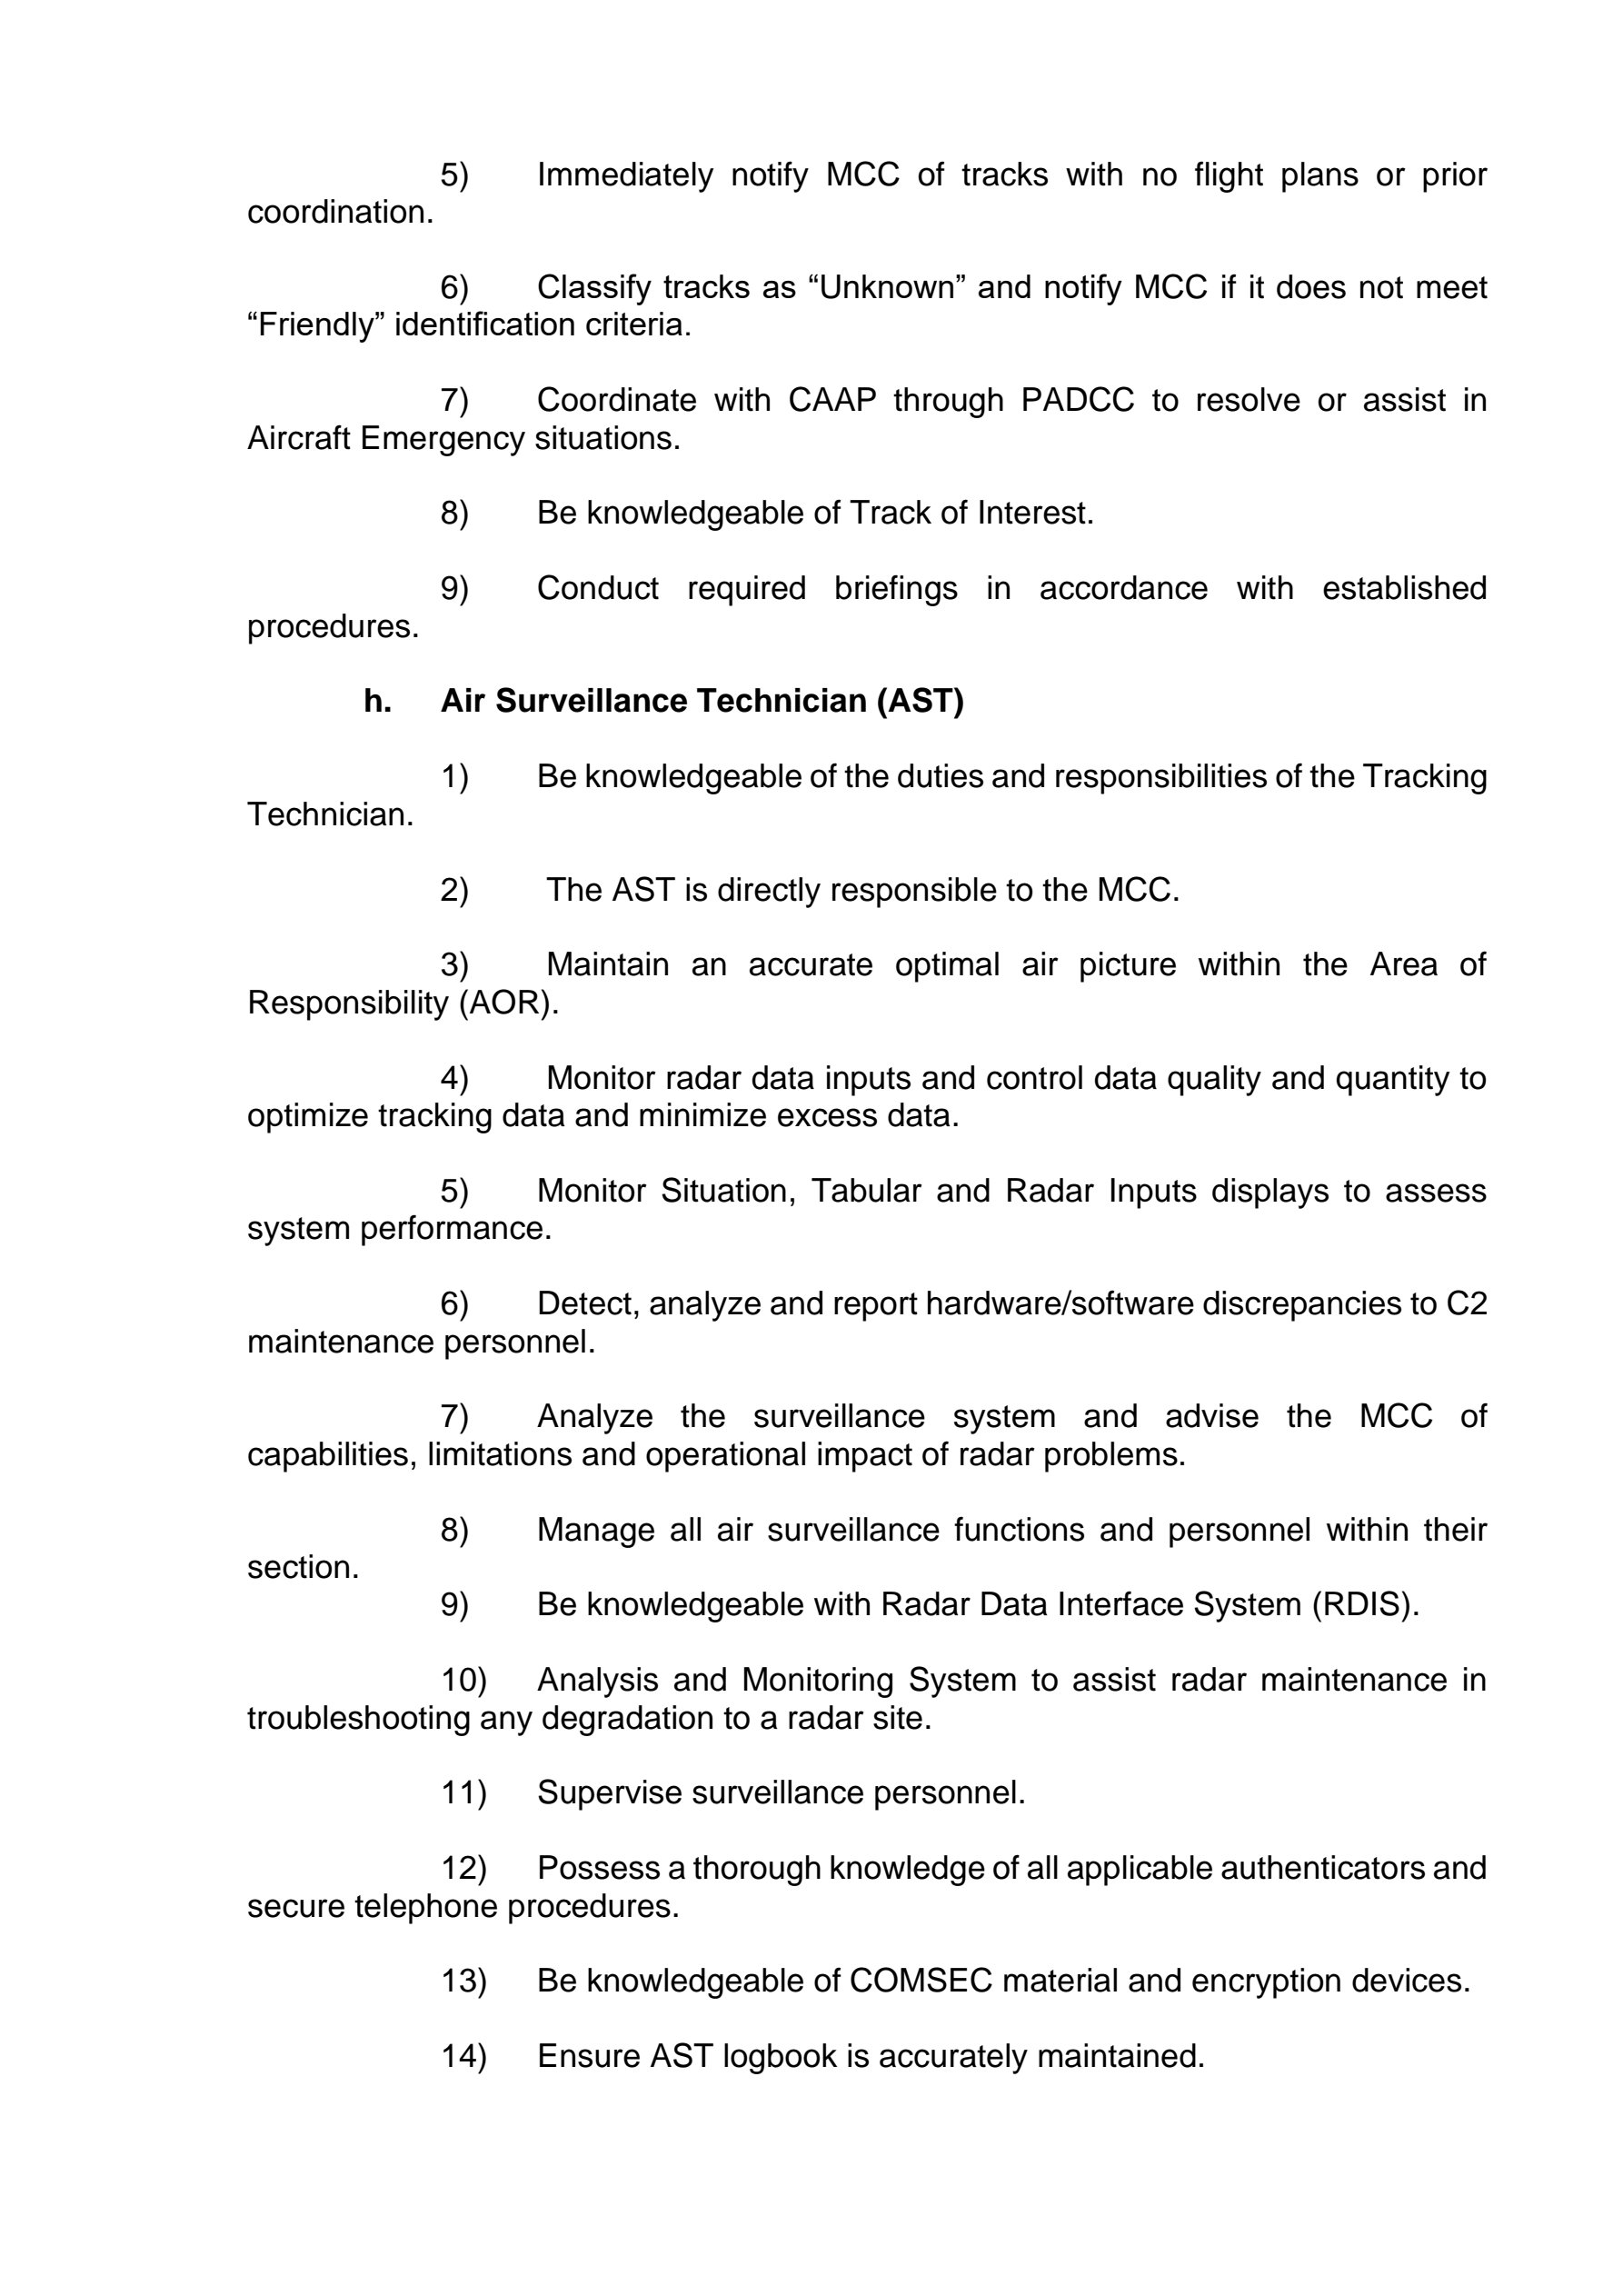 5) Immediately notify MCC of tracks with no flight plans or prior
coordination.
6) Classify tracks as “Unknown” and notify MCC if it does not meet
“Friendly” identification criteria.
7) Coordinate with CAAP through PADCC to resolve or assist in
Aircraft Emergency situations.
8) Be knowledgeable of Track of Interest.
9) Conduct required briefings in accordance with established
procedures.
h. Air Surveillance Technician (AST)
1) Be knowledgeable of the duties and responsibilities of the Tracking
Technician.
2) The AST is directly responsible to the MCC.
3) Maintain an accurate optimal air picture within the Area of
Responsibility (AOR).
4) Monitor radar data inputs and control data quality and quantity to
optimize tracking data and minimize excess data.
5) Monitor Situation, Tabular and Radar Inputs displays to assess
system performance.
6) Detect, analyze and report hardware/software discrepancies to C2
maintenance personnel.
7) Analyze the surveillance system and advise the MCC of
capabilities, limitations and operational impact of radar problems.
8) Manage all air surveillance functions and personnel within their
section.
9) Be knowledgeable with Radar Data Interface System (RDIS).
10) Analysis and Monitoring System to assist radar maintenance in
troubleshooting any degradation to a radar site.
11) Supervise surveillance personnel.
12) Possess a thorough knowledge of all applicable authenticators and
secure telephone procedures.
13) Be knowledgeable of COMSEC material and encryption devices.
14) Ensure AST logbook is accurately maintained.